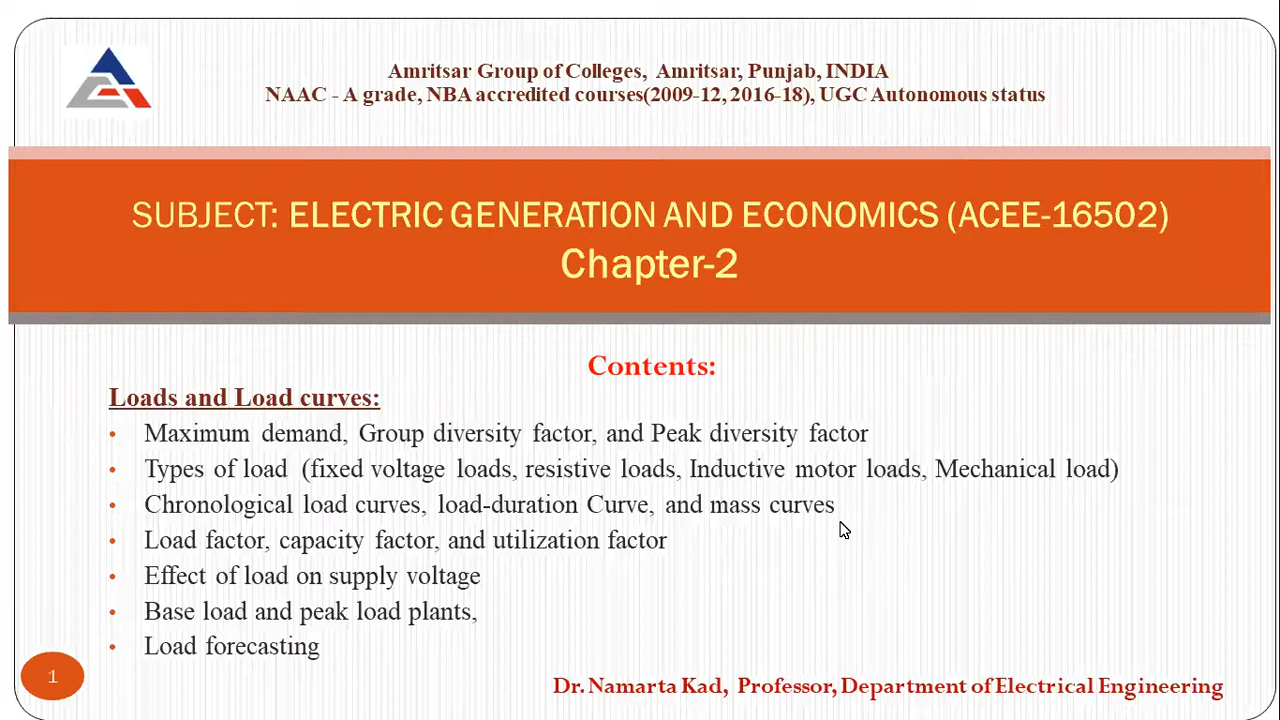 Amritsar Group of Colleges, Amritsar, Punjab, INDIA
NAAC - A grade, NBA accredited courses(2009-12, 2016-18), UGC Autonomous status
SUBJECT: ELECTRIC GENERATION AND ECONOMICS (ACEE-16502)
Chapter-2
Contents:
Loads and Load curves:
• Maximum demand, Group diversity factor, and Peak diversity factor
• Types of load (fixed voltage loads, resistive loads, Inductive motor loads, Mechanical load)
• Chronological load curves, load-duration Curve, and mass curves
• Load factor, capacity factor, and utilization factor
• Effect of load on supply voltage
• Base load and peak load plants,
• Load forecasting
1
Dr. Namarta Kad, Professor, Department of Electrical Engineering